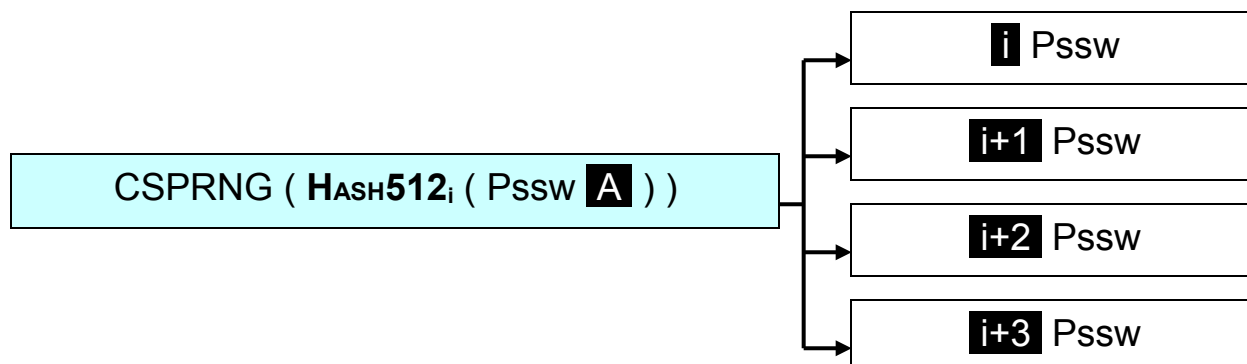 i Pssw
i+1 Pssw
CSPRNG ( HASH512i ( Pssw A ) )
i+2 Pssw
i+3 Pssw